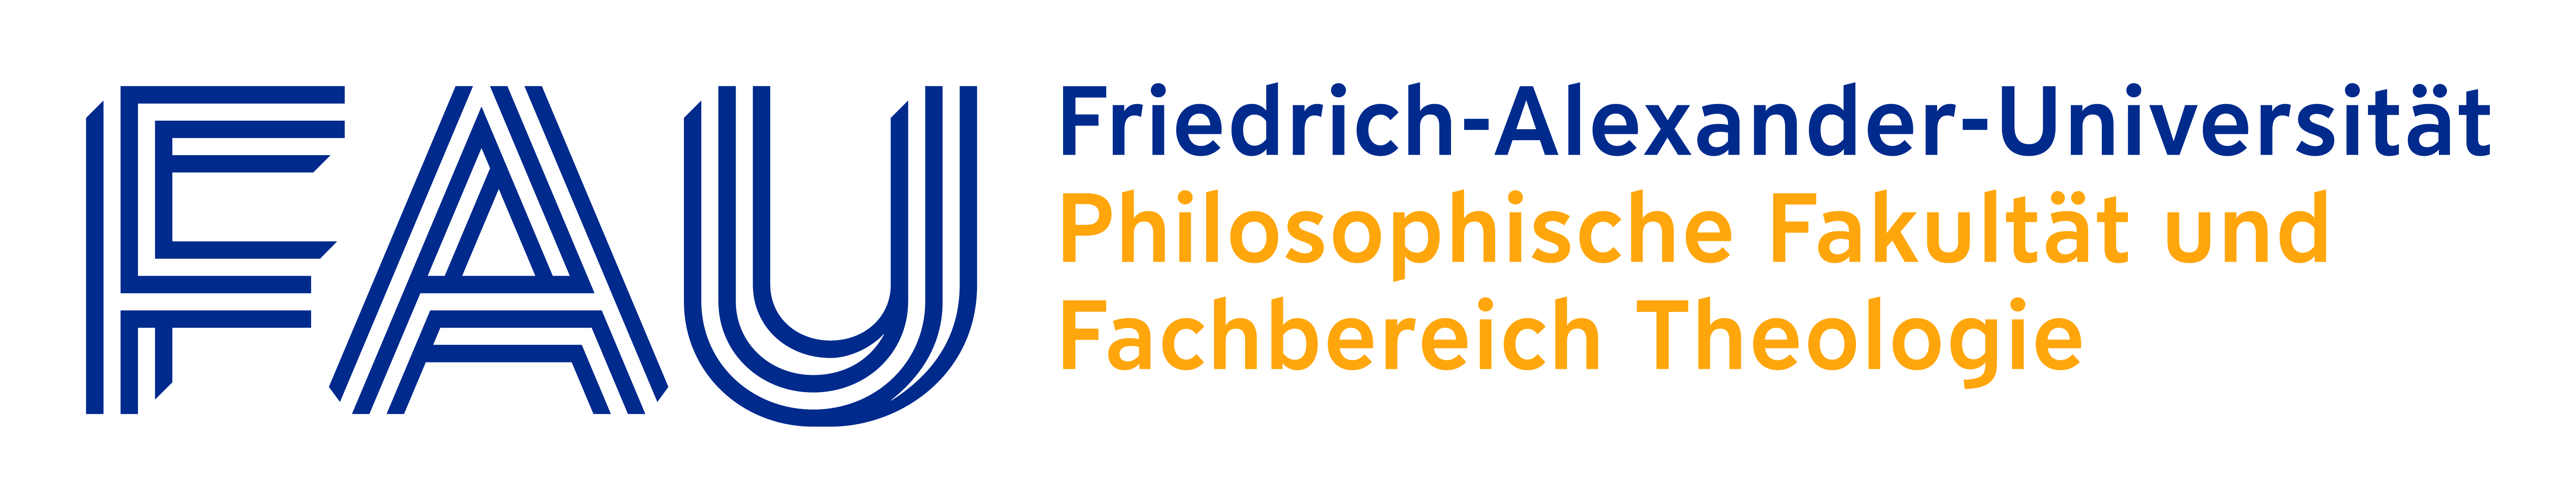 FAU
Friedrich-Alexander-Universität
Philosophische Fakultät und
Fachbereich Theologie